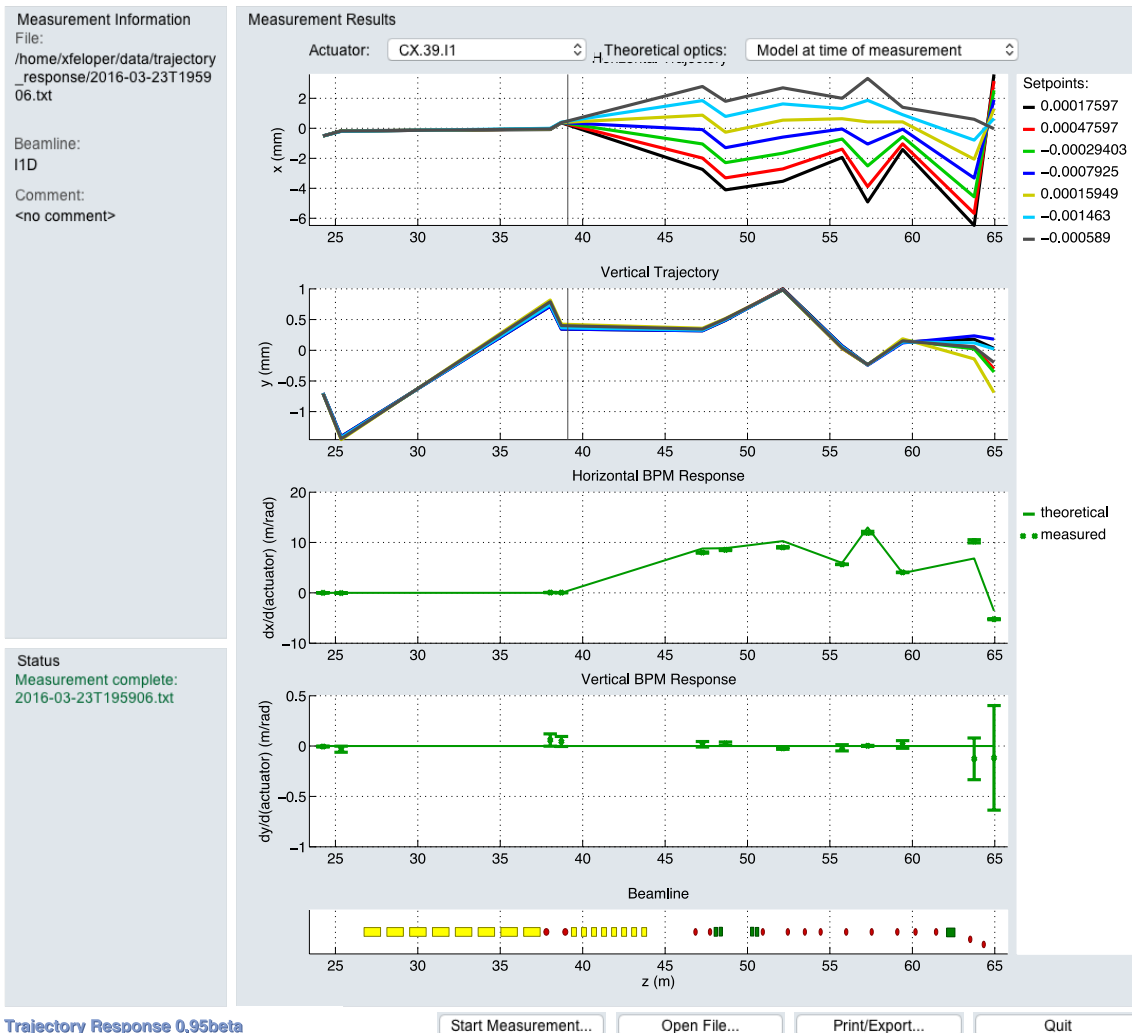 Measurement Information
File:
/home/xfeloper/data/trajectory
_response/2016-03-23T1959
06.txt
Beamline:
I1D
Comment:
<no comment>
Status
Measurement complete:
2016-03-23T195906.txt
Measurement Results
Actuator: CX.39.I1 Theoretical optics: Model at time of measurement
Horizontal Trajectory
x (mm)
2
0
−2
−4
−6
25 30 35 40 45 50 55 60 65
Setpoints:
0.00017597
0.00047597
−0.00029403
−0.0007925
0.00015949
−0.001463
−0.000589
Vertical Trajectory
y (mm)
1
0.5
0
−0.5
−1
25 30 35 40 45 50 55 60 65
Horizontal BPM Response
dx/d(actuator) (m/rad)
20
10
0
−10
25 30 35 40 45 50 55 60 65
theoretical
measured
Vertical BPM Response
dy/d(actuator) (m/rad)
0.5
0
−0.5
−1
25 30 35 40 45 50 55 60 65
Beamline
25 30 35 40 45 50 55 60 65
z (m)
Trajectory Response 0.95beta
Start Measurement... Open File... Print/Export... Quit